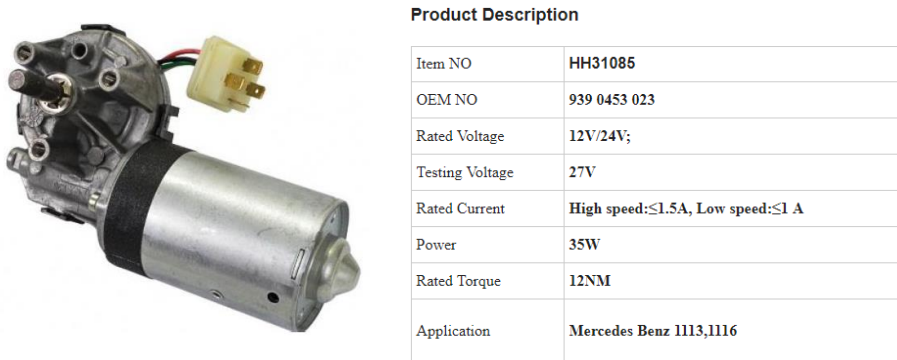 Product Description
Item NO HH31085
OEM NO 939 0453 023
Rated Voltage 12V/24V;
Testing Voltage 27V
Rated Current High speed:≤1.5A, Low speed:≤1 A
Power 35W
Rated Torque 12NM
Application Mercedes Benz 1113,1116